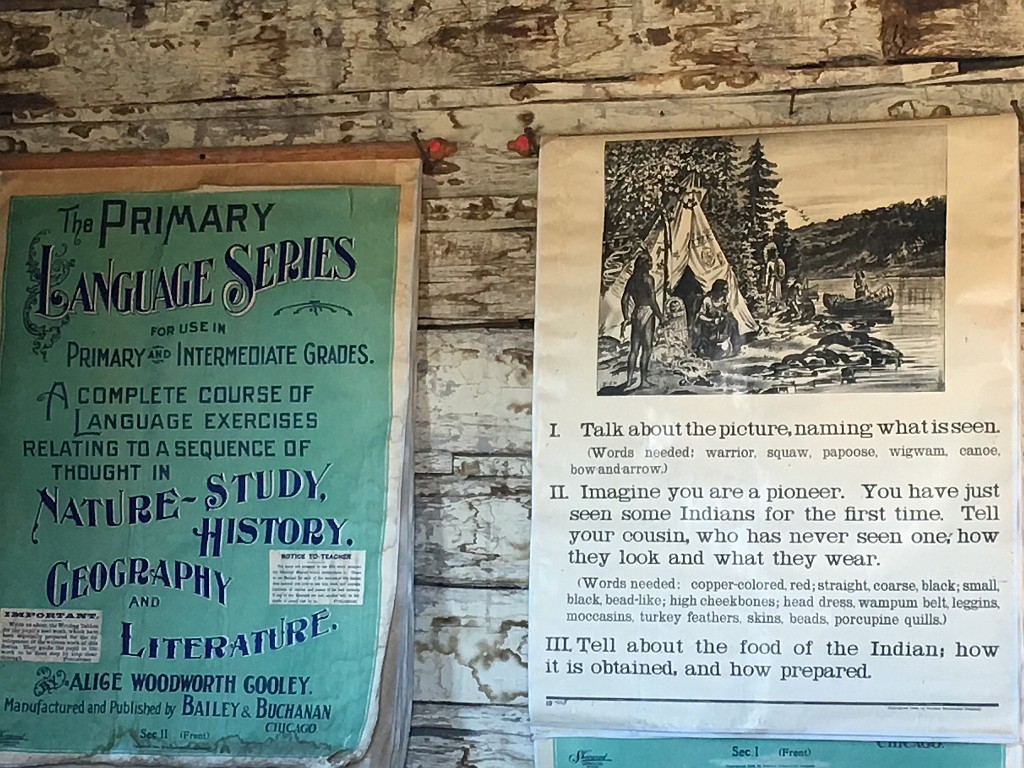 The PRIMARY
LANGUAGE SERIES
FOR USE IN
PRIMARY AND INTERMEDIATE GRADES.
A COMPLETE COURSE OF
LANGUAGE EXERCISES
RELATING TO A SEQUENCE OF
THOUGHT IN
NATURE-STUDY,
HISTORY,
NOTICE TO TEACHER
GEOGRAPHY
AND
IMPORTANT.
LITERATURE.
BY ALICE WOODWORTH COOLEY.
Manufactured and Published by BAILEY & BUCHANAN
CHICAGO
Sec II (Front)
I. Talk about the picture, naming what is seen.
(Words needed: warrior, squaw, papoose, wigwam, canoe,
bow-and-arrow.)
II. Imagine you are a pioneer. You have just
seen some Indians for the first time. Tell
your cousin, who has never seen one, how
they look and what they wear.
(Words needed: copper-colored, red; straight, coarse, black; small,
black, bead-like; high cheekbones; head dress, wampum belt, leggins,
moccasins, turkey feathers, skins, beads, porcupine quills.)
III. Tell about the food of the Indian; how
it is obtained, and how prepared.
CHICAGO.
Sec I (Front)